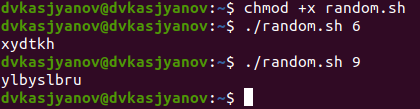 dvkasjyanov@dvkasjyanov:~$ chmod +x random.sh
dvkasjyanov@dvkasjyanov:~$ ./random.sh 6
xydtkh
dvkasjyanov@dvkasjyanov:~$ ./random.sh 9
ylbyslbru
dvkasjyanov@dvkasjyanov:~$